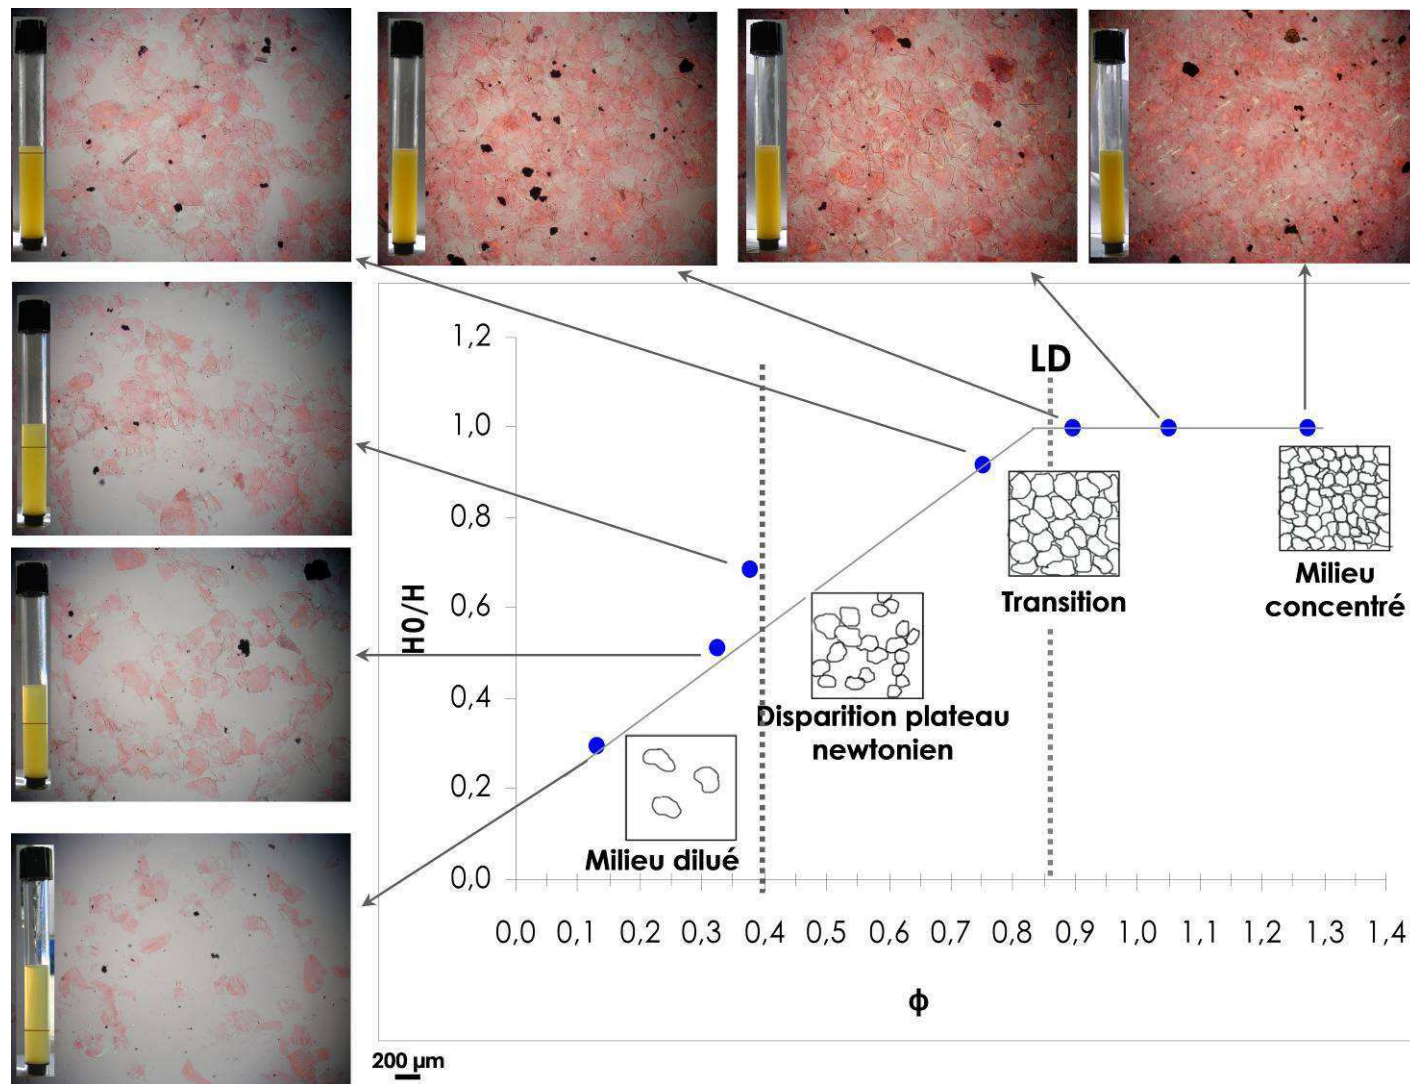 1,2
LD
1,0
0,8
H0/H
0,6
Transition
Milieu
concentré
0,4
Disparition plateau
newtonien
0,2
Milieu dilué
0,0
0,0 0,1 0,2 0,3 0,4 0,5 0,6 0,7 0,8 0,9 1,0 1,1 1,2 1,3 1,4
ϕ
200 µm